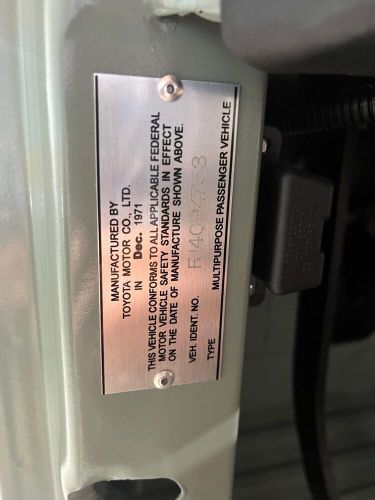 MANUFACTURED BY
TOYOTA MOTOR CO., LTD.
IN Dec. 1971
THIS VEHICLE CONFORMS TO ALL APPLICABLE FEDERAL
MOTOR VEHICLE SAFETY STANDARDS IN EFFECT
ON THE DATE OF MANUFACTURE SHOWN ABOVE.
VEH. IDENT. NO.
TYPE MULTIPURPOSE PASSENGER VEHICLE